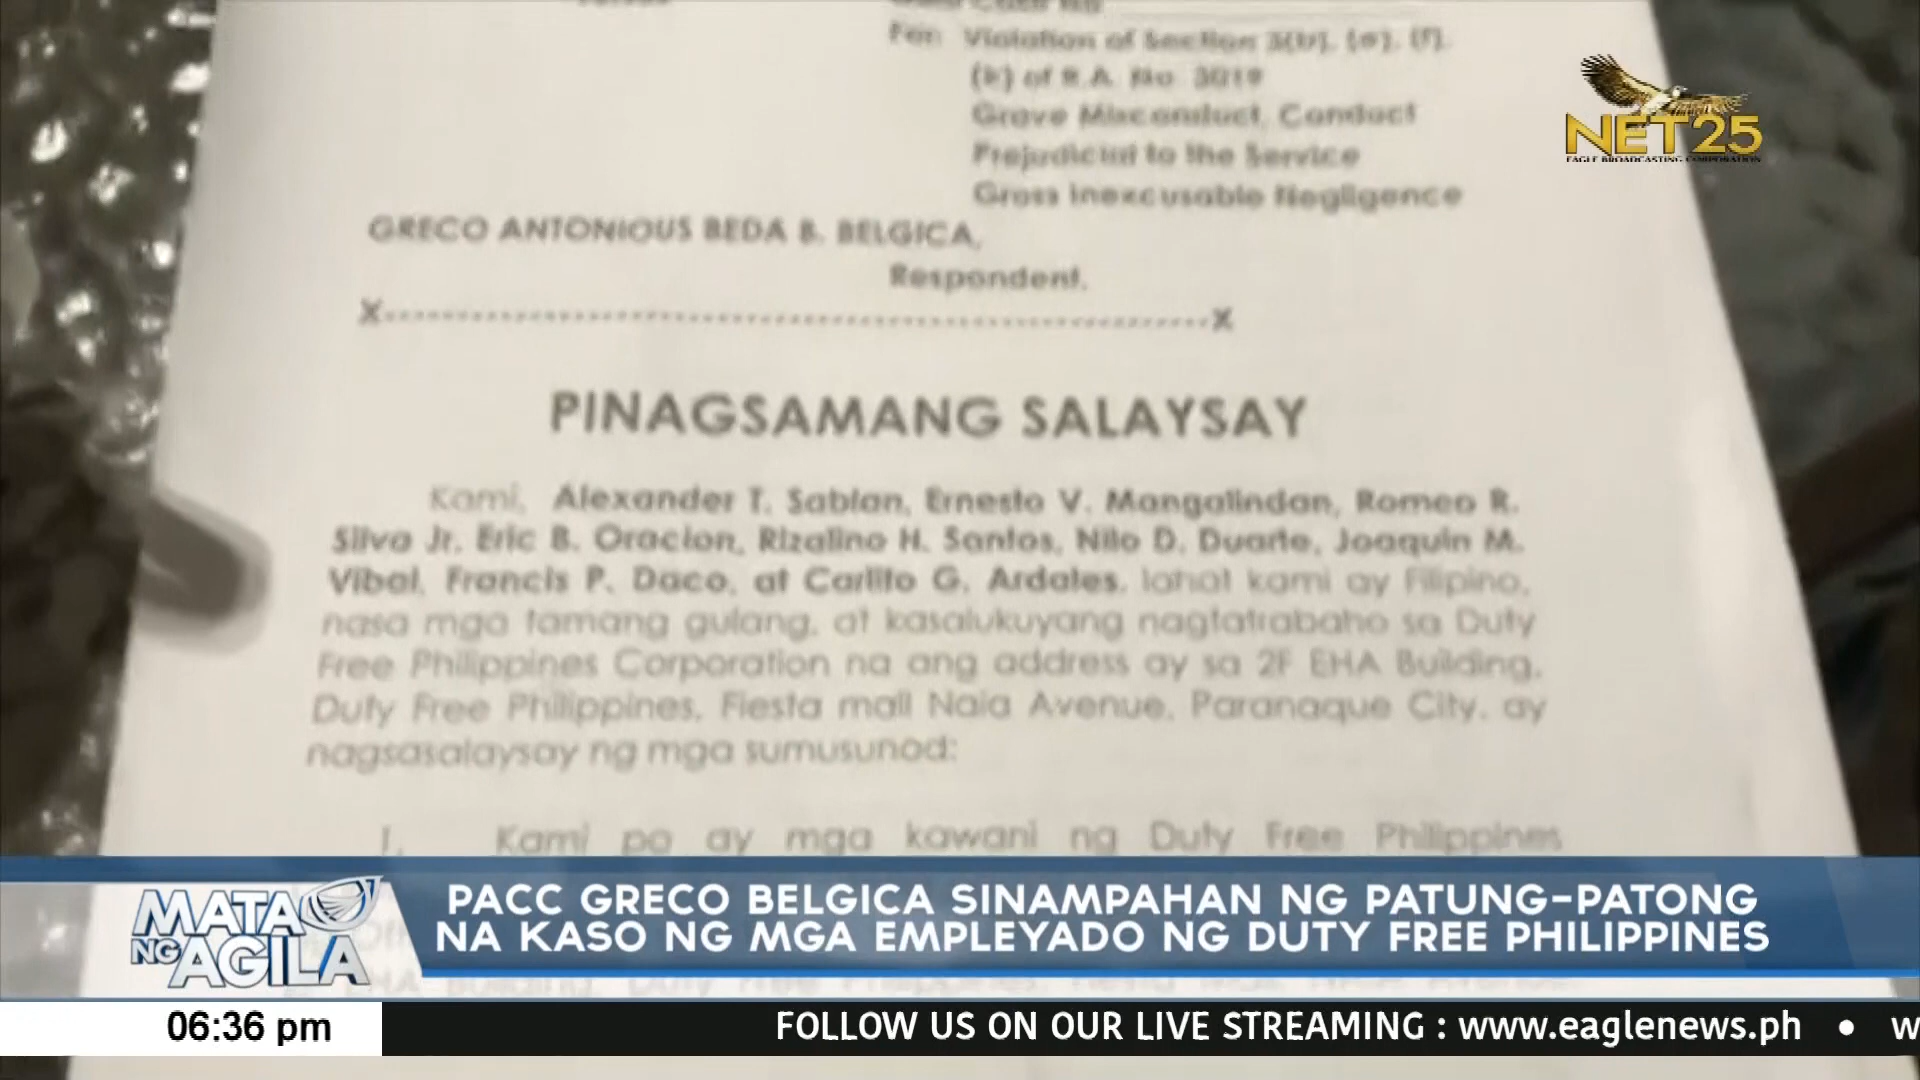 For: Violation of Section 3(b), (e), (f),
(k) of R.A. No. 3019
Grave Misconduct, Conduct
Prejudicial to the Service
Gross Inexcusable Negligence
NET25
EAGLE BROADCASTING CORPORATION
GRECO ANTONIOUS BEDA B. BELGICA,
Respondent.
X-----------------------------------------------------------X
PINAGSAMANG SALAYSAY
Kami, Alexander T. Sablan, Ernesto V. Mangalindan, Romeo R.
Silva Jr. Eric B. Oracion, Rizalino H. Santos, Nilo D. Duarte, Joaquin M.
Vibal, Francis P. Daco, at Carlito G. Ardales, lahat kami ay Filipino,
nasa mga tamang gulang, at kasalukuyang nagtatrabaho sa Duty
Free Philippines Corporation na ang address ay sa 2F EHA Building,
Duty Free Philippines, Fiesta mall Naia Avenue, Paranaque City, ay
nagsasalaysay ng mga sumusunod:
1. Kami po ay mga kawani ng Duty Free Philippines
MATA NG AGILA
PACC GRECO BELGICA SINAMPAHAN NG PATUNG-PATONG
NA KASO NG MGA EMPLEYADO NG DUTY FREE PHILIPPINES
06:36 pm
FOLLOW US ON OUR LIVE STREAMING : www.eaglenews.ph • w